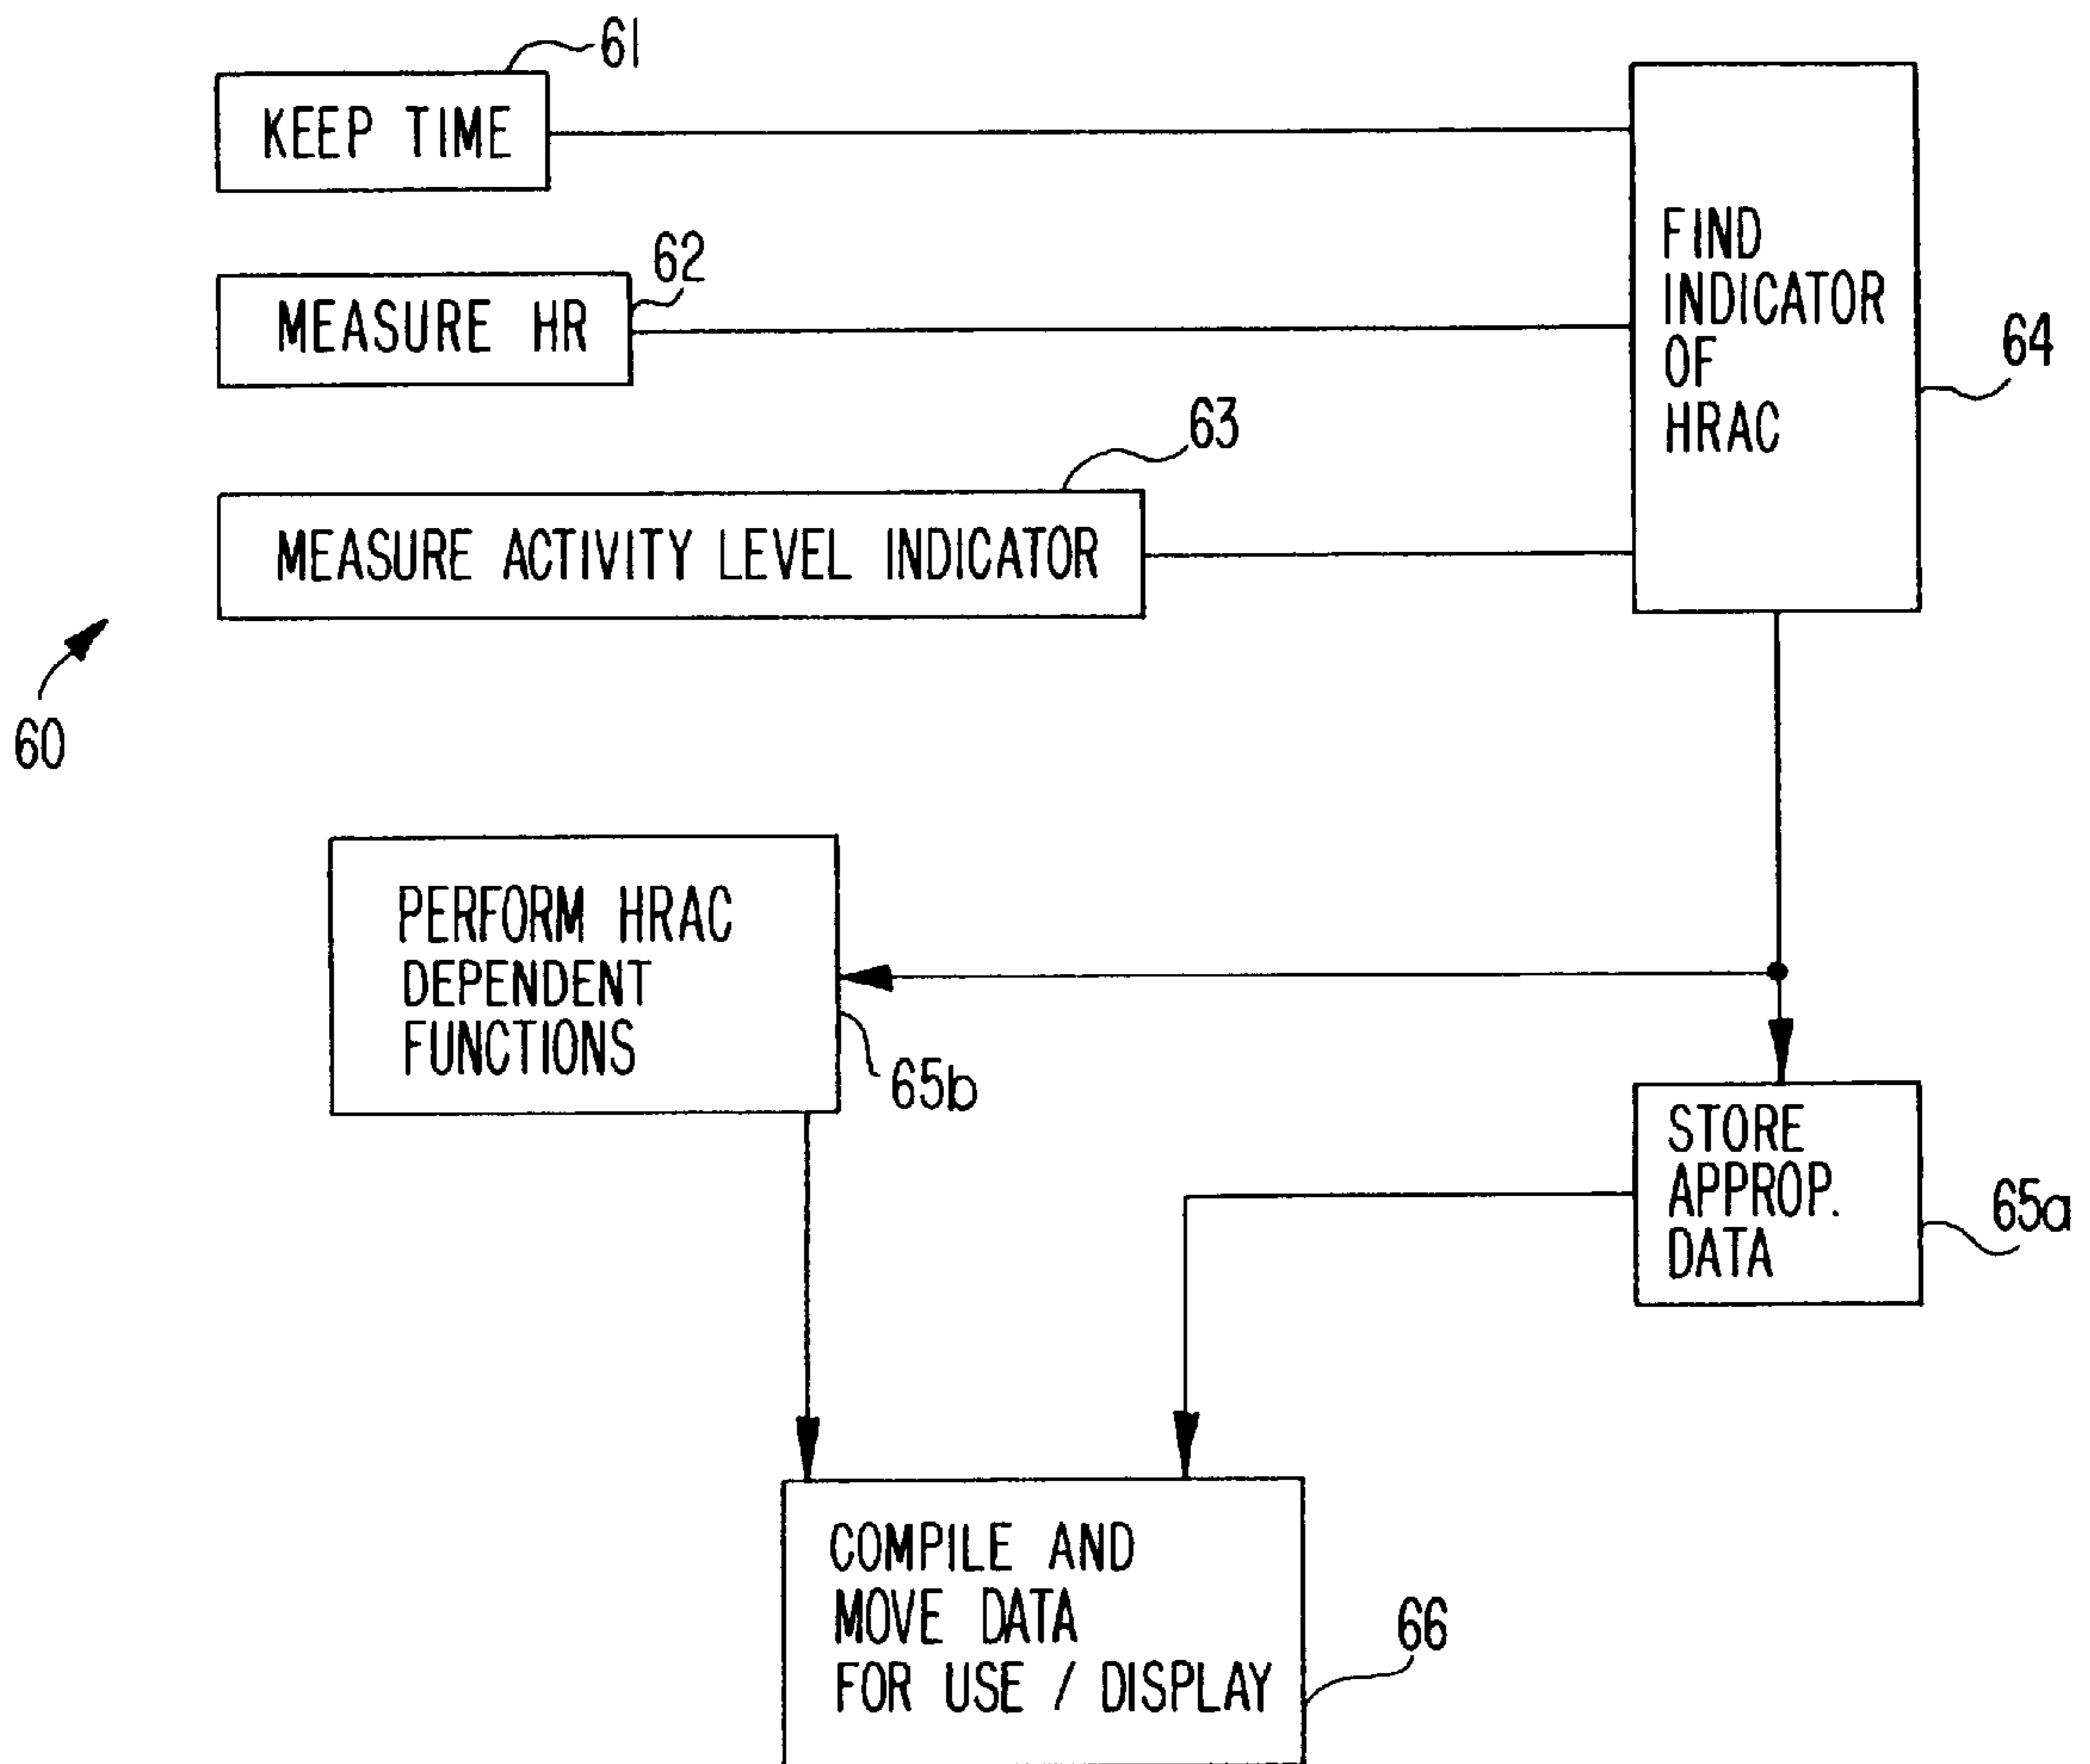 61
KEEP TIME
62
MEASURE HR
63
MEASURE ACTIVITY LEVEL INDICATOR
FIND
INDICATOR
OF
HRAC
64
60
PERFORM HRAC
DEPENDENT
FUNCTIONS
65b
STORE
APPROP.
DATA
65a
COMPILE AND
MOVE DATA
FOR USE / DISPLAY
66